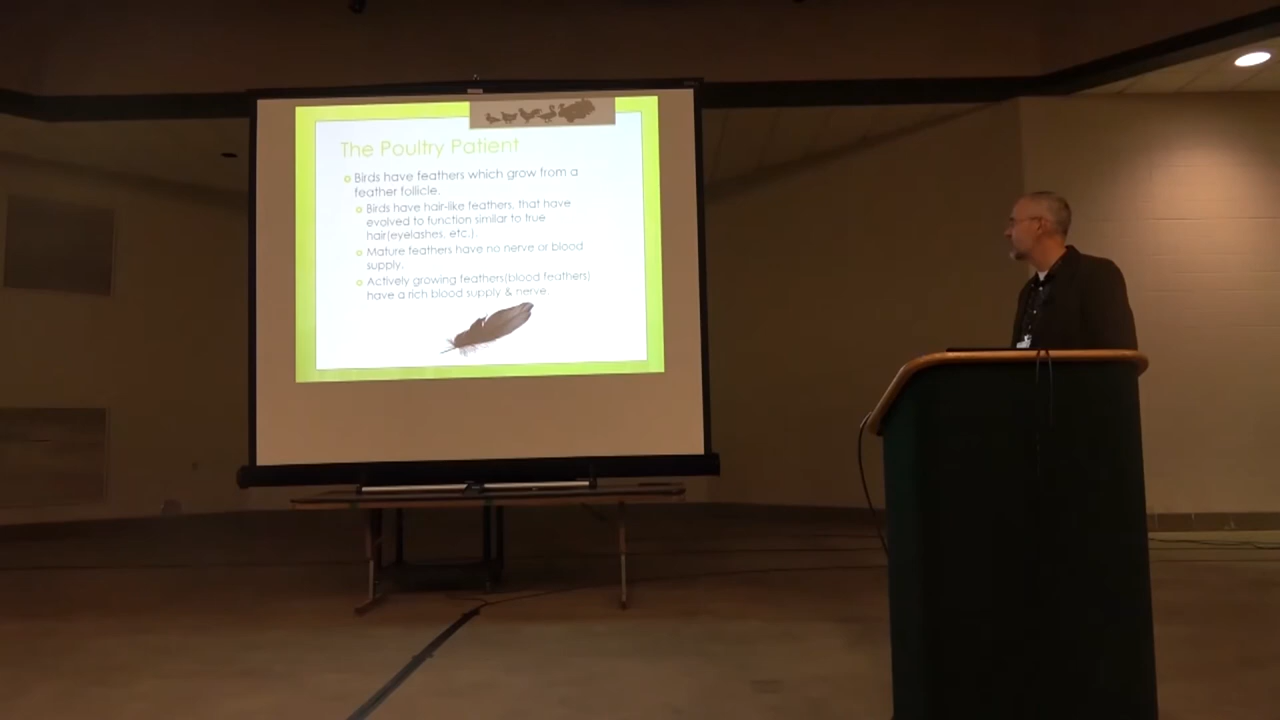 The Poultry Patient
Birds have feathers which grow from a
feather follicle.
Birds have hair-like feathers, that have
evolved to function similar to true
hair(eyelashes, etc.).
Mature feathers have no nerve or blood
supply.
Actively growing feathers(blood feathers)
have a rich blood supply & nerve.